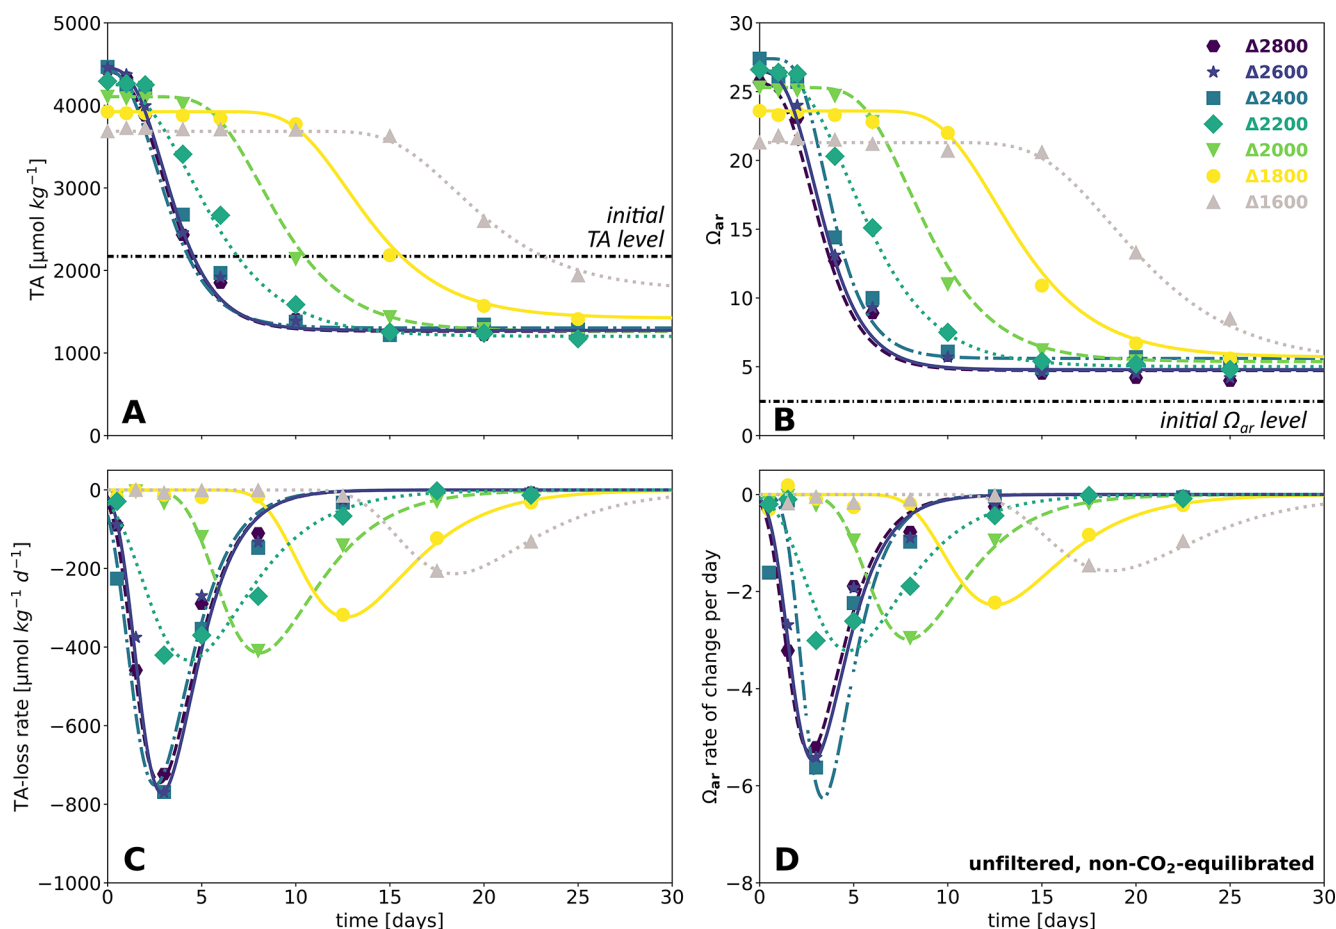 5000
4000
3000
2000
1000
0
TA [µmol kg⁻¹]
initial
TA level
A
30
25
20
15
10
5
0
Ωar
Δ2800
Δ2600
Δ2400
Δ2200
Δ2000
Δ1800
Δ1600
initial Ωar level
B
0
−200
−400
−600
−800
−1000
TA-loss rate [µmol kg⁻¹ d⁻¹]
C
0 5 10 15 20 25 30
time [days]
0
−2
−4
−6
−8
Ωar rate of change per day
D
unfiltered, non-CO₂-equilibrated
0 5 10 15 20 25 30
time [days]